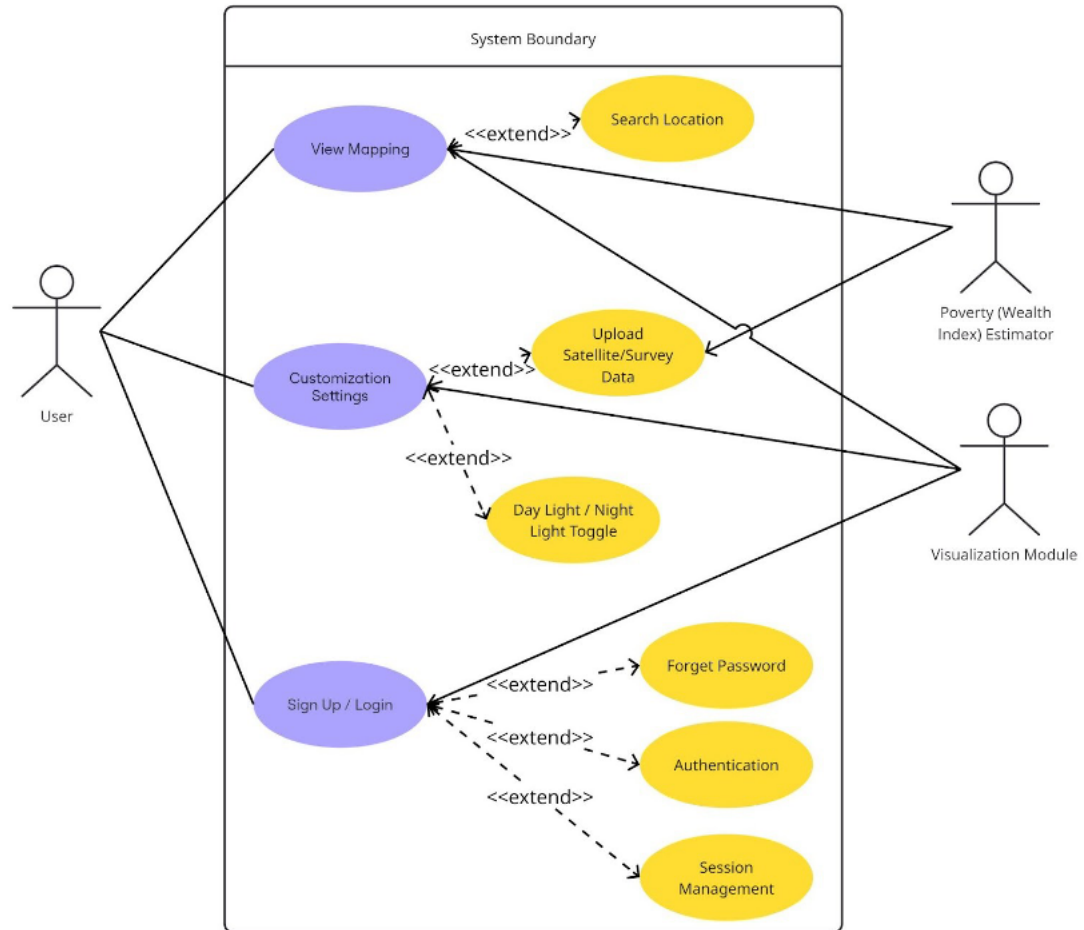 System Boundary
Search Location
<<extend>>
View Mapping
Poverty (Wealth
Index) Estimator
Upload
Satellite/Survey
Data
<<extend>>
Customization
Settings
User
<<extend>>
Day Light / Night
Light Toggle
Visualization Module
Forget Password
<<extend>>
Sign Up / Login
<<extend>>
Authentication
<<extend>>
Session
Management